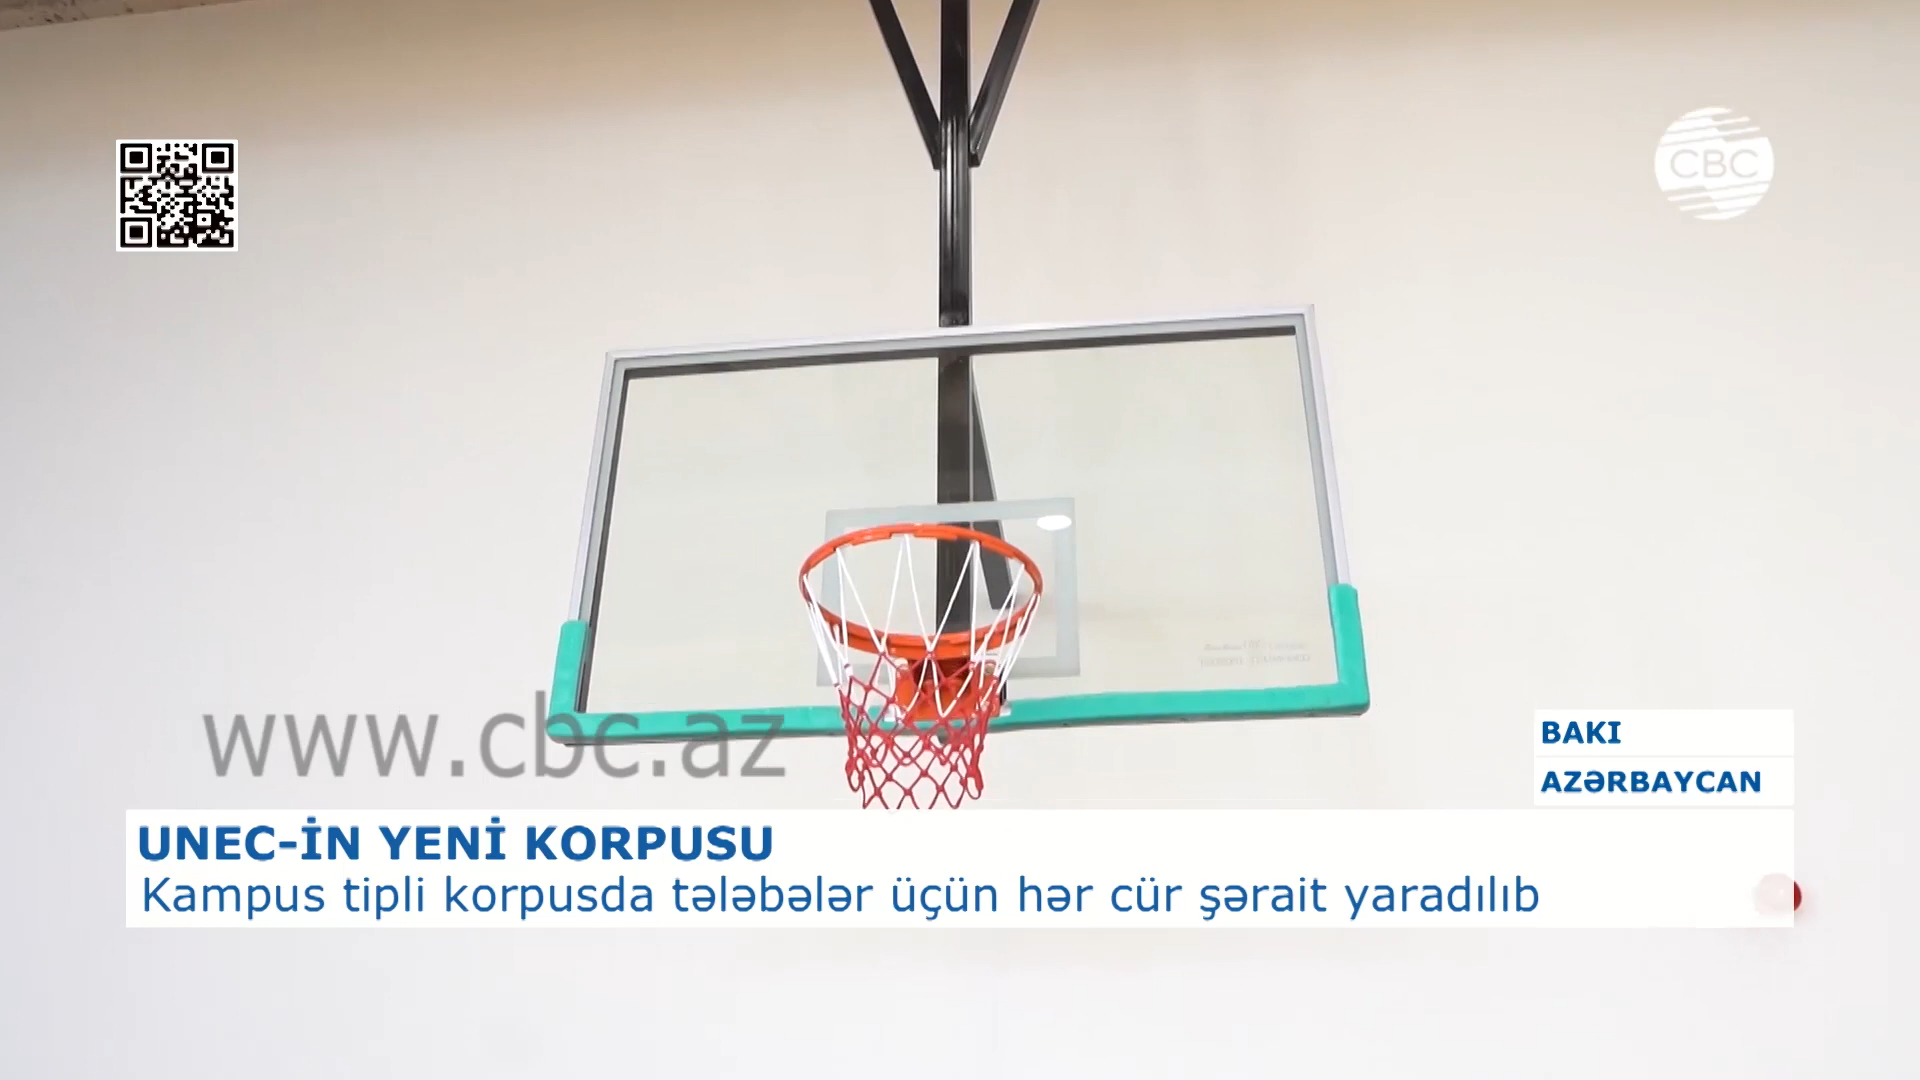 CBC
www.cbc.az
BAKI
AZƏRBAYCAN
UNEC-İN YENİ KORPUSU
Kampus tipli korpusda tələbələr üçün hər cür şərait yaradılıb